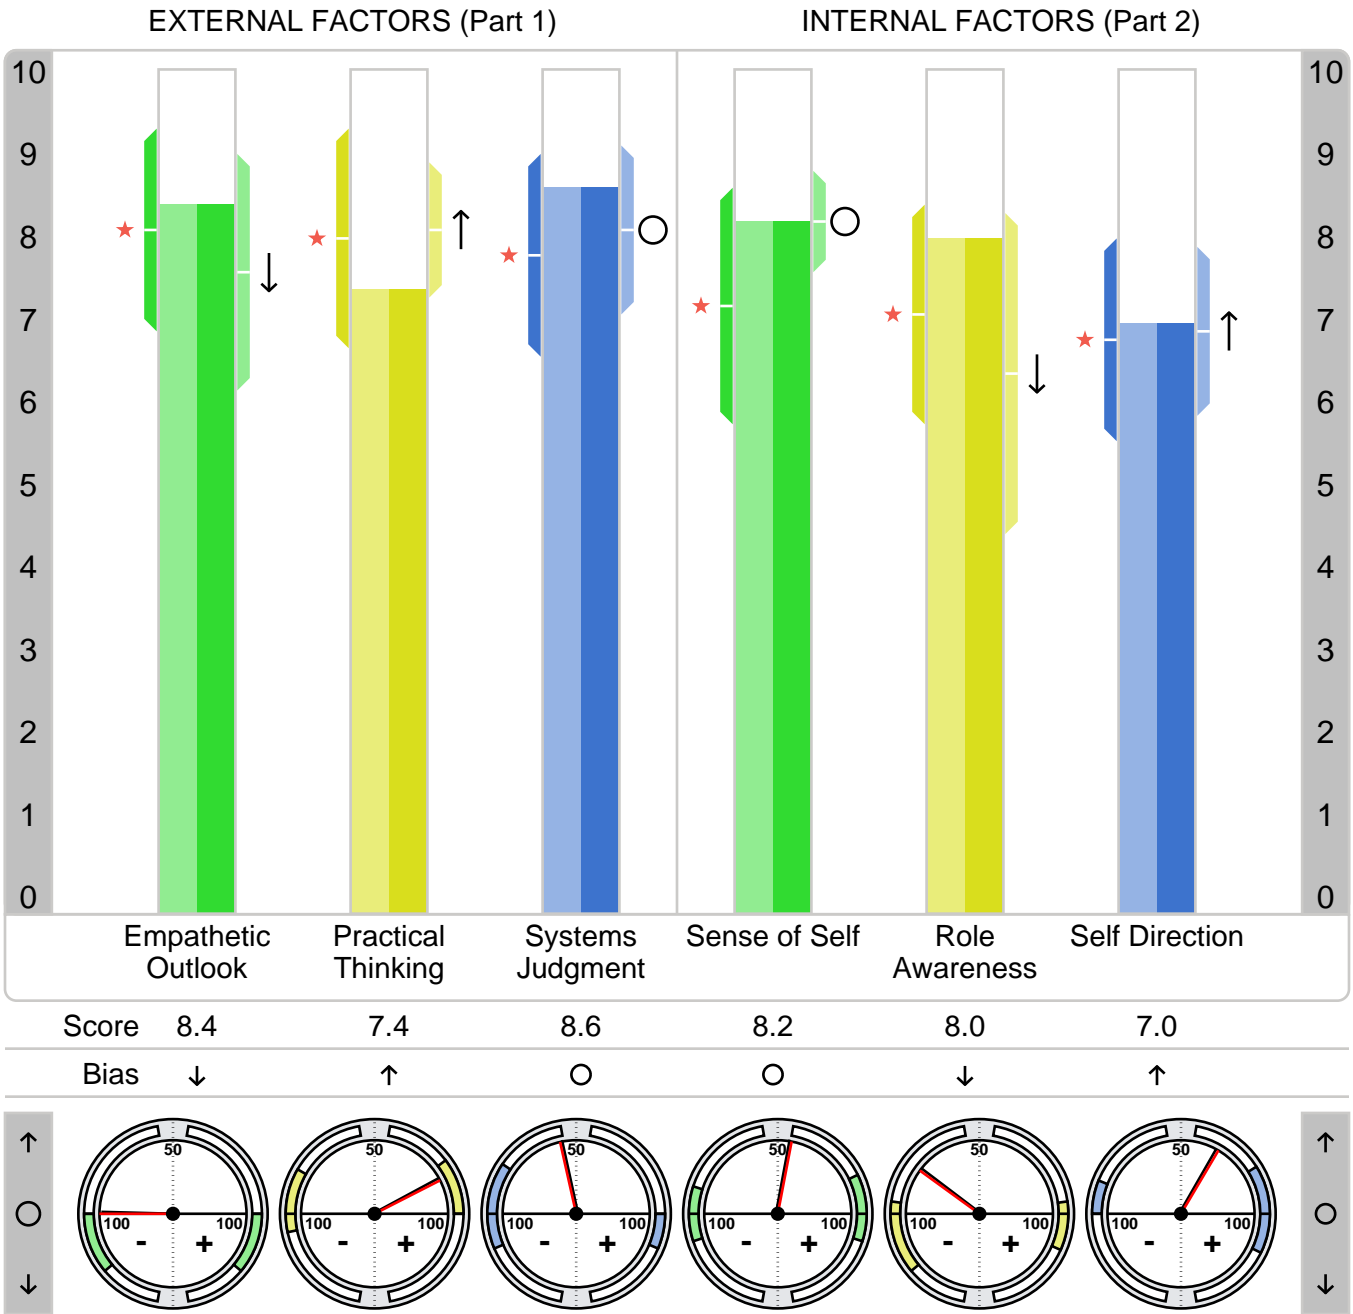 EXTERNAL FACTORS (Part 1) INTERNAL FACTORS (Part 2)
10 10
9 9
8 8
7 7
6 6
5 5
4 4
3 3
2 2
1 1
0 0
Empathetic Practical Systems Sense of Self Role Self Direction
Outlook Thinking Judgment Awareness
Score 8.4 7.4 8.6 8.2 8.0 7.0
Bias ↓ ↑ ○ ○ ↓ ↑
↑ 50 50 50 50 50 50 ↑
○ 100 100 100 100 100 100 100 100 100 100 100 100 ○
- + - + - + - + - + - +
↓ ↓